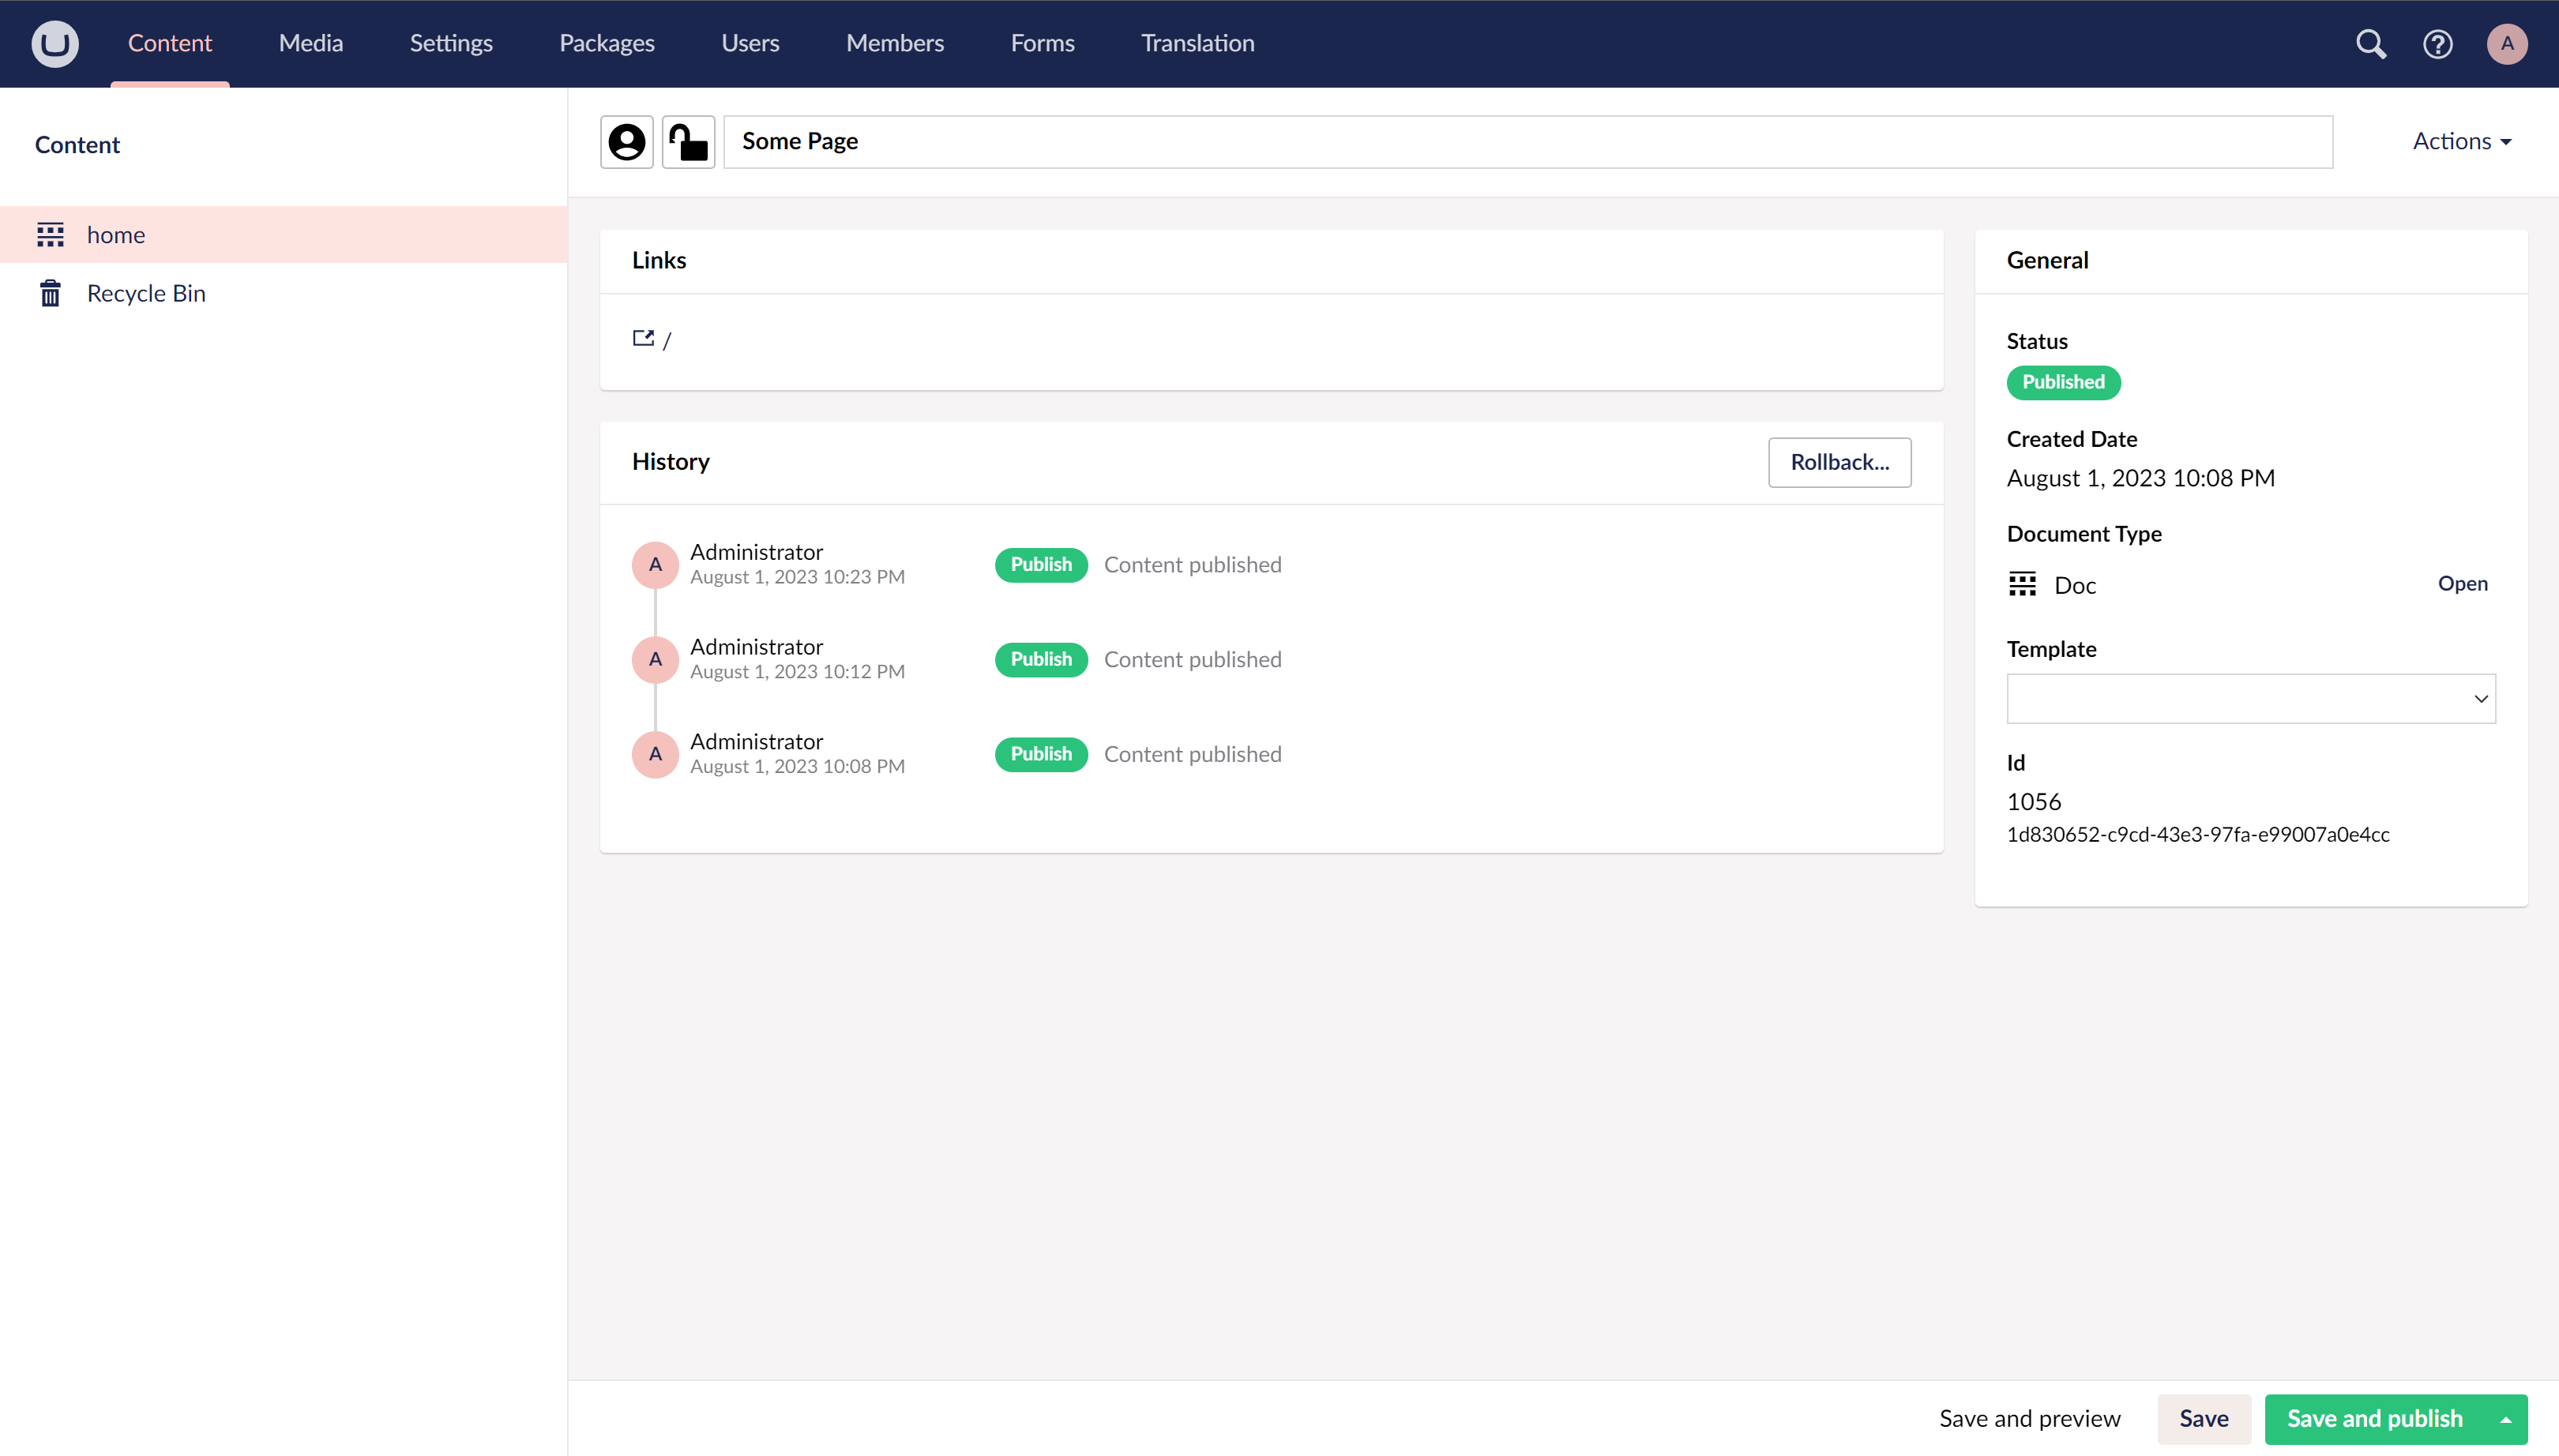 Content
Media
Settings
Packages
Users
Members
Forms
Translation
A
Content
home
Recycle Bin
Some Page
Actions
Links
/
History
Rollback...
A
Administrator
August 1, 2023 10:23 PM
Publish
Content published
A
Administrator
August 1, 2023 10:12 PM
Publish
Content published
A
Administrator
August 1, 2023 10:08 PM
Publish
Content published
General
Status
Published
Created Date
August 1, 2023 10:08 PM
Document Type
Doc
Open
Template
Id
1056
1d830652-c9cd-43e3-97fa-e99007a0e4cc
Save and preview
Save
Save and publish